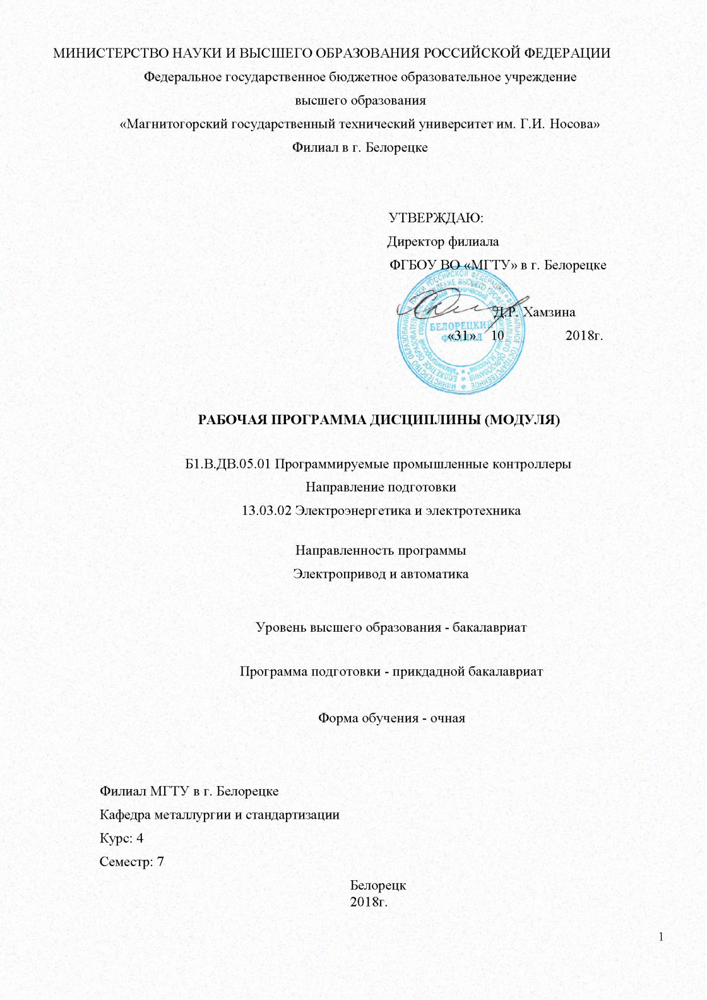 МИНИСТЕРСТВО НАУКИ И ВЫСШЕГО ОБРАЗОВАНИЯ РОССИЙСКОЙ ФЕДЕРАЦИИ
Федеральное государственное бюджетное образовательное учреждение
высшего образования
«Магнитогорский государственный технический университет им. Г.И. Носова»
Филиал в г. Белорецке
УТВЕРЖДАЮ:
Директор филиала
ФГБОУ ВО «МГТУ» в г. Белорецке
Д.Р. Хамзина
БЕЛОРЕЦКИЙ
ФИЛИАЛ
«31» 10 2018г.
РАБОЧАЯ ПРОГРАММА ДИСЦИПЛИНЫ (МОДУЛЯ)
Б1.В.ДВ.05.01 Программируемые промышленные контроллеры
Направление подготовки
13.03.02 Электроэнергетика и электротехника
Направленность программы
Электропривод и автоматика
Уровень высшего образования - бакалавриат
Программа подготовки - прикдадной бакалавриат
Форма обучения - очная
Филиал МГТУ в г. Белорецке
Кафедра металлургии и стандартизации
Курс: 4
Семестр: 7
Белорецк
2018г.
1